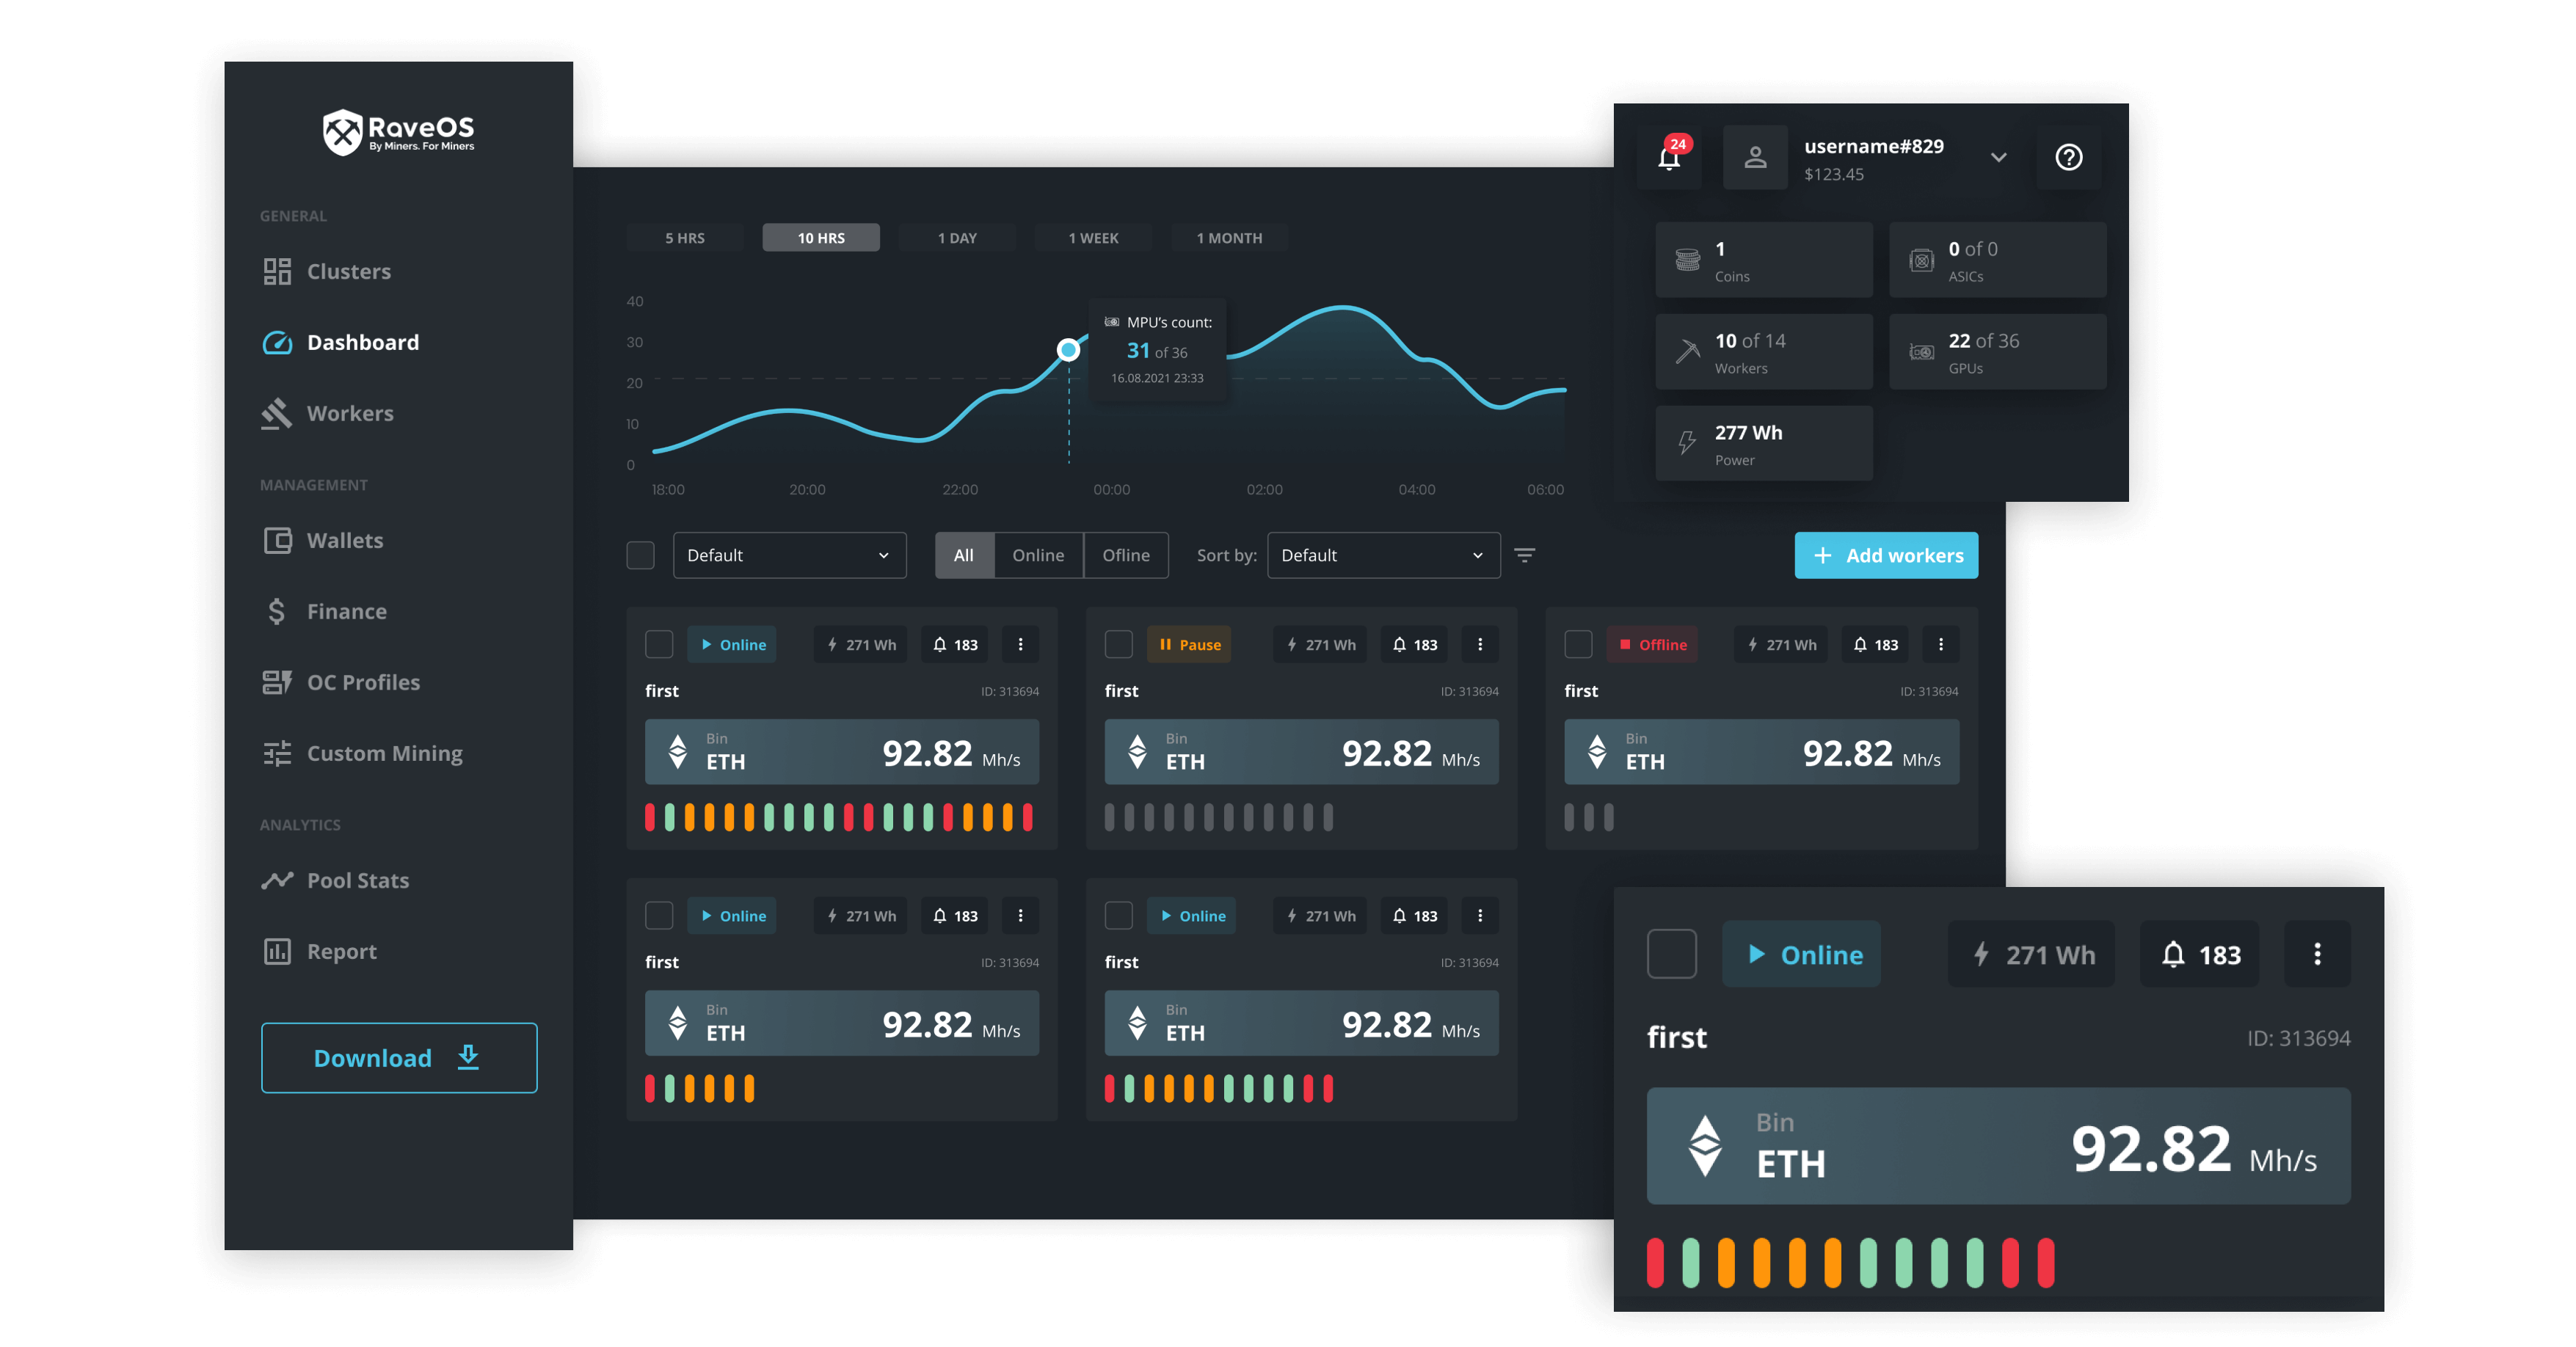 RaveOS
By Miners. For Miners
GENERAL
Clusters
Dashboard
Workers
MANAGEMENT
Wallets
Finance
OC Profiles
Custom Mining
ANALYTICS
Pool Stats
Report
Download
5 HRS 10 HRS 1 DAY 1 WEEK 1 MONTH
40
30
20
10
0
MPU's count:
31 of 36
16.08.2021 23:33
18:00 20:00 22:00 00:00 02:00 04:00 06:00
24
username#829
$123.45
1
Coins
0 of 0
ASICs
10 of 14
Workers
22 of 36
GPUs
277 Wh
Power
Default All Online Ofline Sort by: Default + Add workers
Online 271 Wh 183
first ID: 313694
Bin
ETH 92.82 Mh/s
Pause 271 Wh 183
first ID: 313694
Bin
ETH 92.82 Mh/s
Offline 271 Wh 183
first ID: 313694
Bin
ETH 92.82 Mh/s
Online 271 Wh 183
first ID: 313694
Bin
ETH 92.82 Mh/s
Online 271 Wh 183
first ID: 313694
Bin
ETH 92.82 Mh/s
Online 271 Wh 183
first ID: 313694
Bin
ETH 92.82 Mh/s